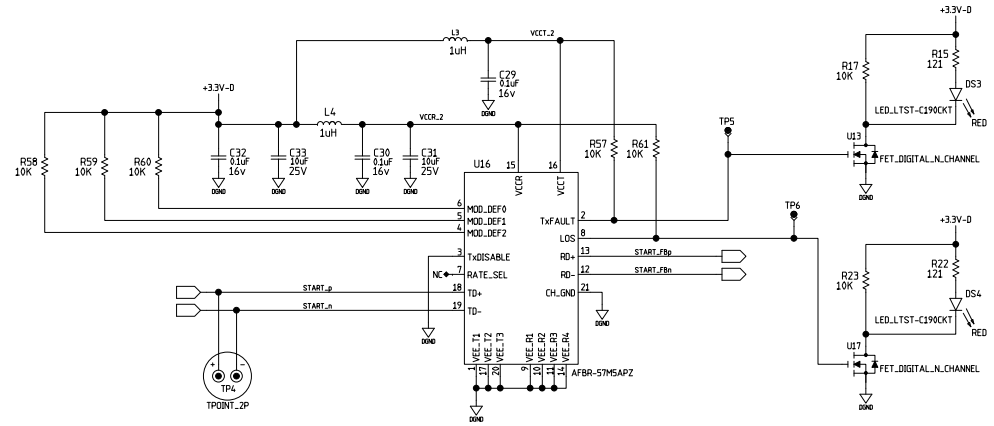 +3.3V-D
L3
1uH
VCCT_2
C29
0.1uF
16v
DGND
R17
10K
R15
121
DS3
LED_LTST-C190CKT
RED
+3.3V-D
L4
1uH
VCCR_2
TP5
U13
FET_DIGITAL_N_CHANNEL
DGND
R58
10K
R59
10K
R60
10K
C32
0.1uF
16v
DGND
C33
10uF
25V
DGND
C30
0.1uF
16v
DGND
C31
10uF
25V
DGND
U16
15
VCCR
16
VCCT
R57
10K
R61
10K
6
MOD_DEF0
5
MOD_DEF1
4
MOD_DEF2
3
TxDISABLE
NC
7
RATE_SEL
START_p
18
TD+
START_n
19
TD-
TxFAULT
2
LOS
8
RD+
13
START_FBp
RD-
12
START_FBn
CH_GND
21
DGND
TP6
+3.3V-D
R23
10K
R22
121
DS4
LED_LTST-C190CKT
RED
U17
FET_DIGITAL_N_CHANNEL
DGND
DGND
+
-
TP4
TPOINT_2P
VEE_T1
VEE_T2
VEE_T3
VEE_R1
VEE_R2
VEE_R3
VEE_R4
1
17
20
9
10
11
14
AFBR-57M5APZ
DGND